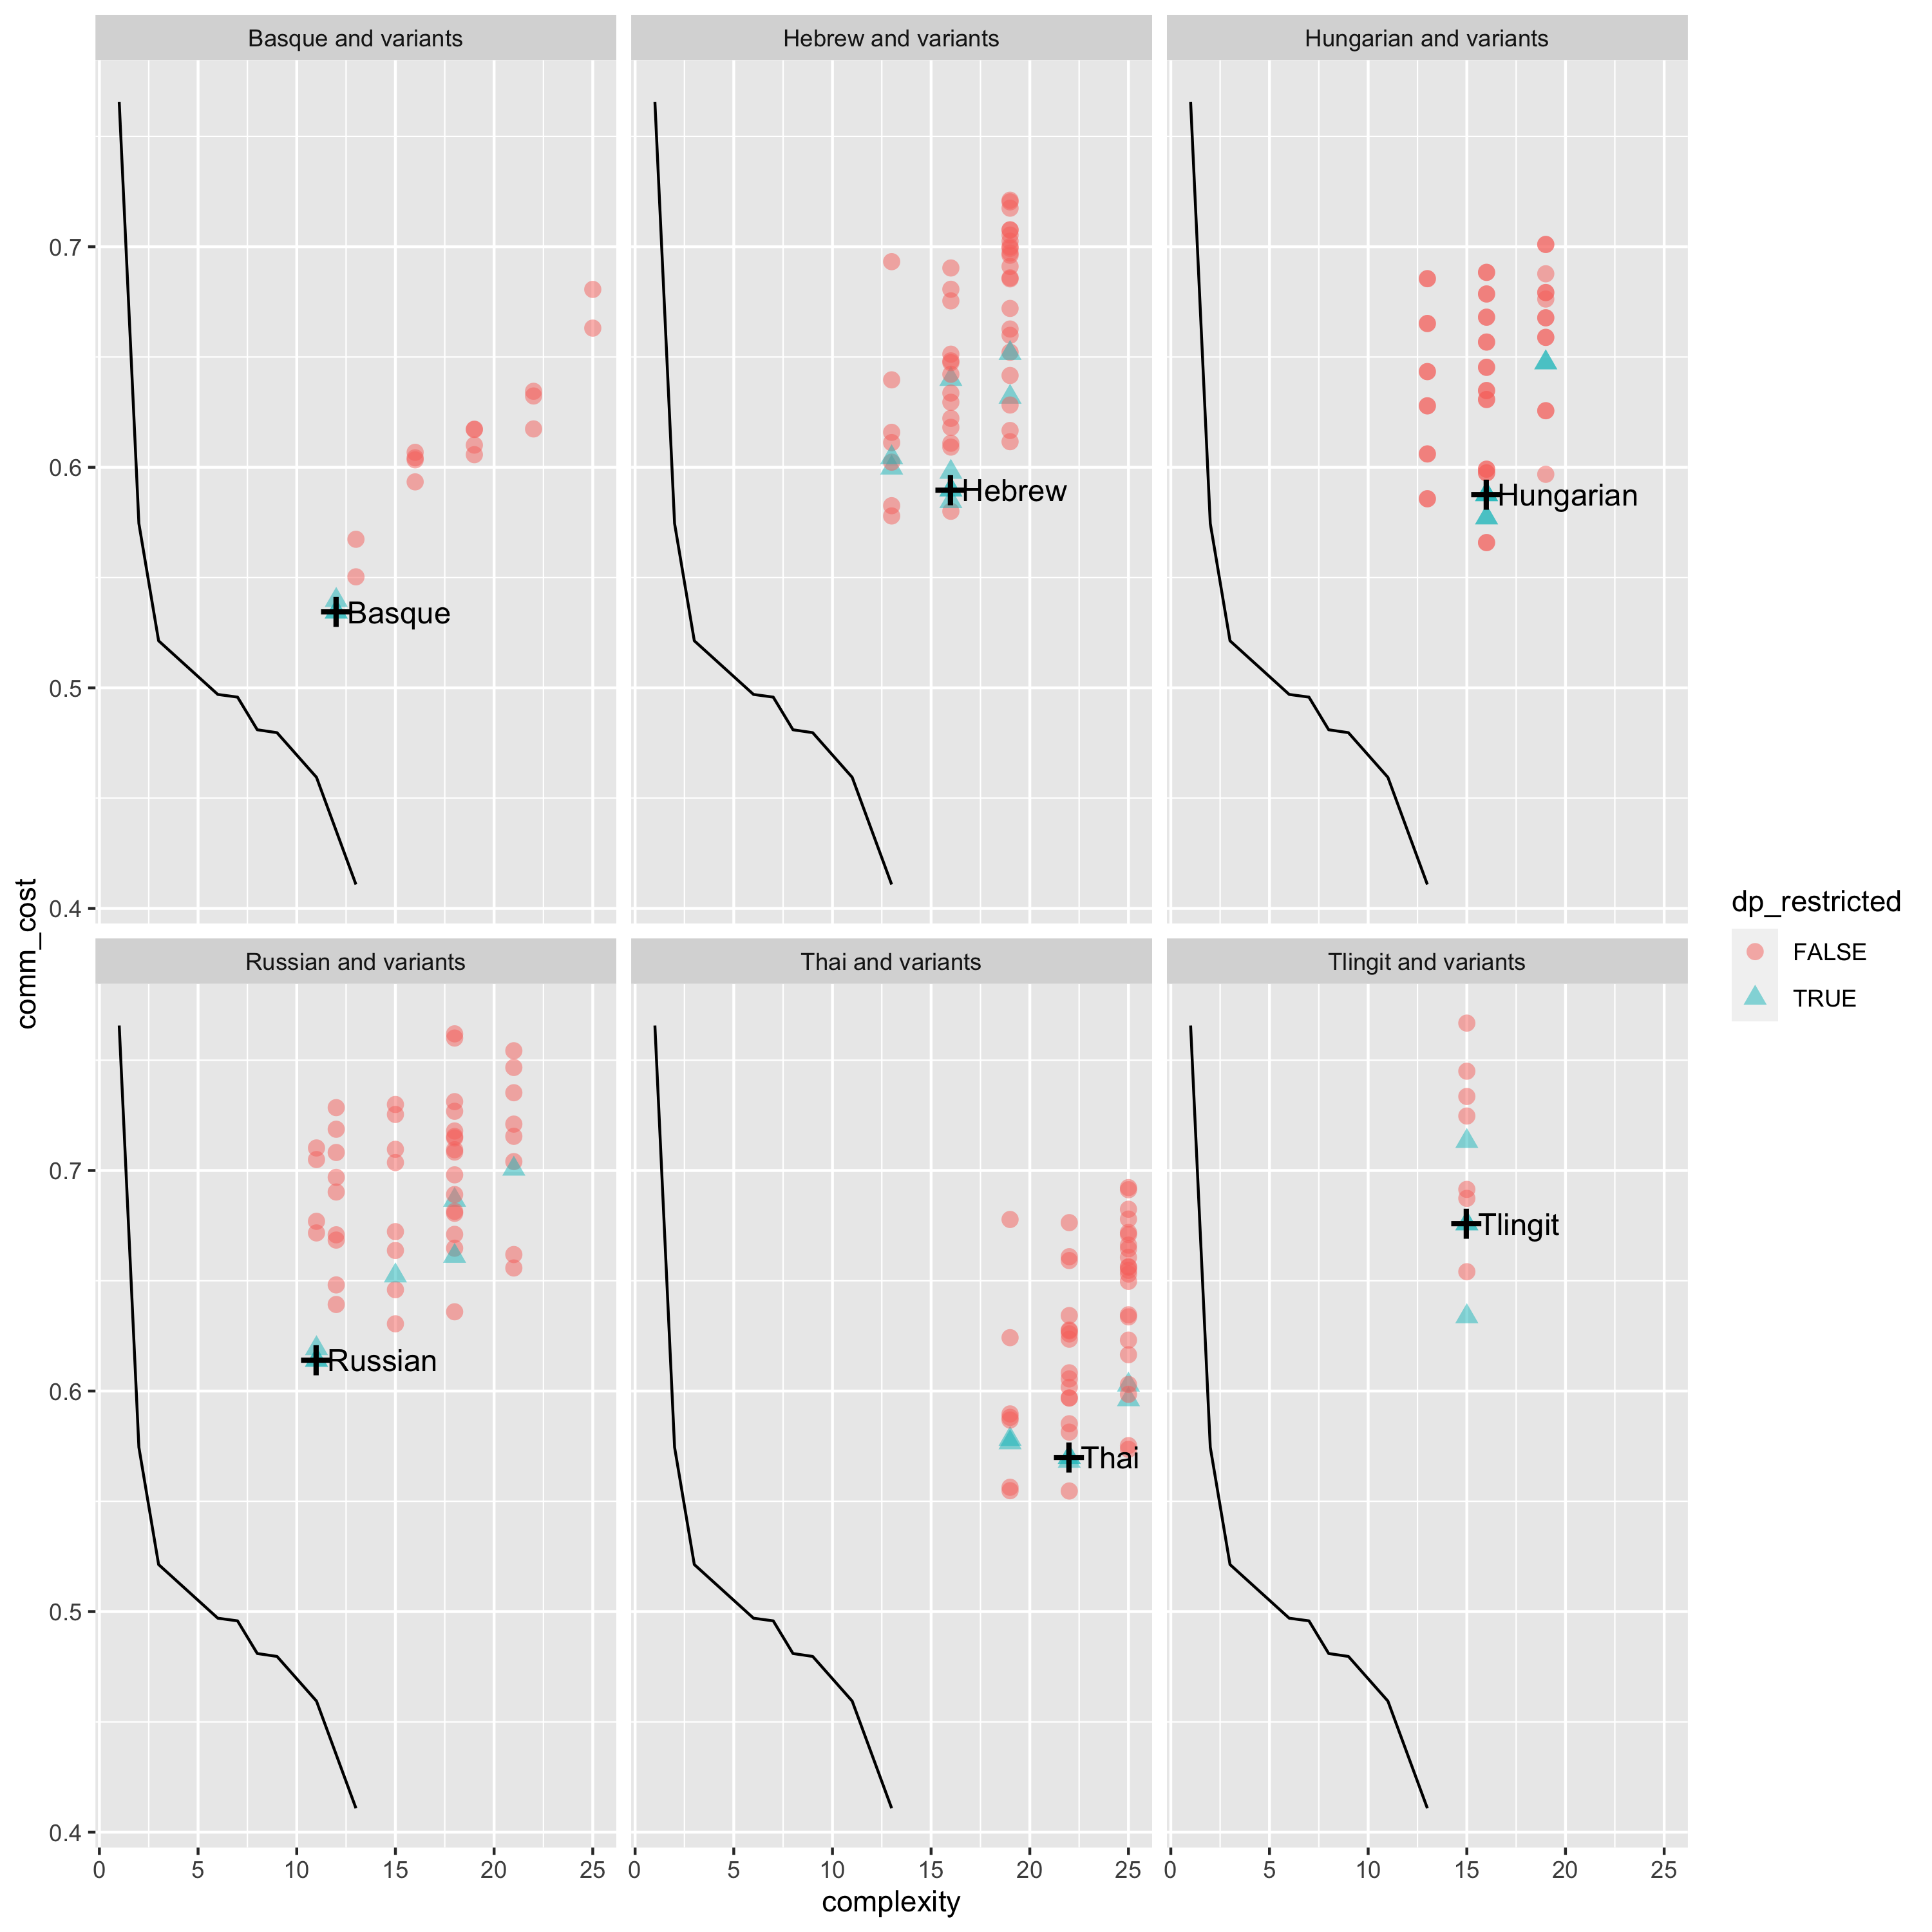 Basque and variants
Hebrew and variants
Hungarian and variants
0.7
0.6
0.5
0.4
Basque
Hebrew
Hungarian
comm_cost
Russian and variants
Thai and variants
Tlingit and variants
0.7
0.6
0.5
0.4
Russian
Thai
Tlingit
0 5 10 15 20 25
0 5 10 15 20 25
0 5 10 15 20 25
complexity
dp_restricted
FALSE
TRUE